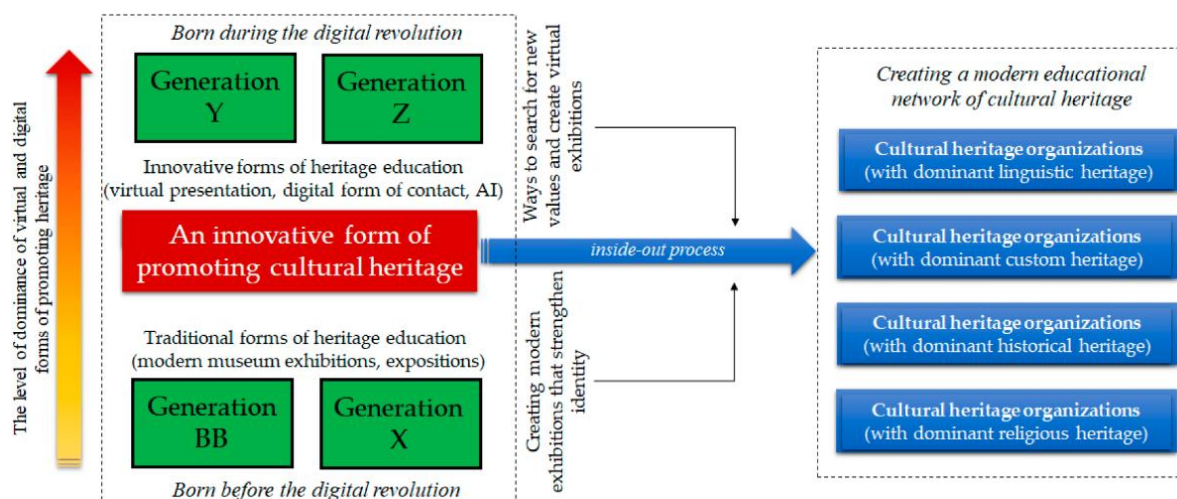 The level of dominance of virtual and digital
forms of promoting heritage
Born during the digital revolution
Generation
Y
Generation
Z
Innovative forms of heritage education
(virtual presentation, digital form of contact, AI)
An innovative form of
promoting cultural heritage
Traditional forms of heritage education
(modern museum exhibitions, expositions)
Generation
BB
Generation
X
Born before the digital revolution
Ways to search for new
values and create virtual
exhibitions
Creating modern
exhibitions that strengthen
identity
inside-out process
Creating a modern educational
network of cultural heritage
Cultural heritage organizations
(with dominant linguistic heritage)
Cultural heritage organizations
(with dominant custom heritage)
Cultural heritage organizations
(with dominant historical heritage)
Cultural heritage organizations
(with dominant religious heritage)